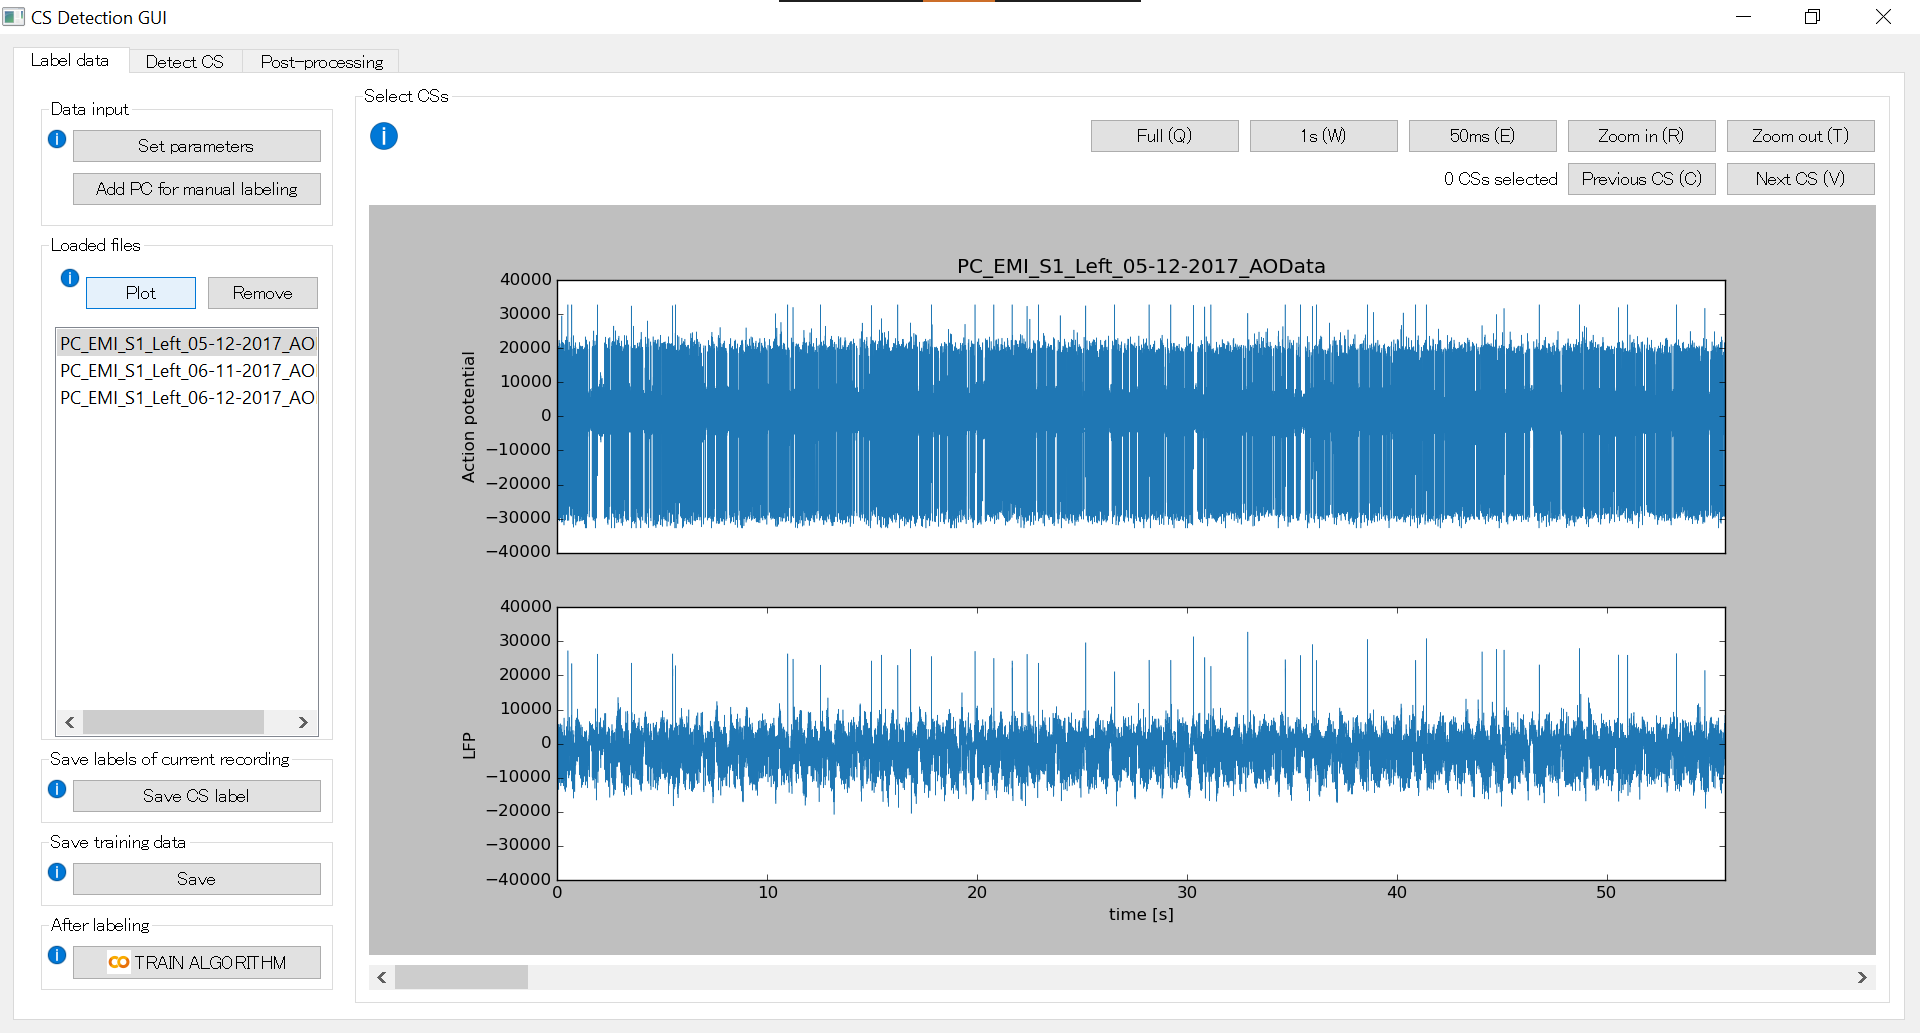 CS Detection GUI
Label data
Detect CS
Post-processing
Data input
Set parameters
Add PC for manual labeling
Loaded files
Plot
Remove
PC_EMI_S1_Left_05-12-2017_AO
PC_EMI_S1_Left_06-11-2017_AO
PC_EMI_S1_Left_06-12-2017_AO
Save labels of current recording
Save CS label
Save training data
Save
After labeling
TRAIN ALGORITHM
Select CSs
Full (Q)
1s (W)
50ms (E)
Zoom in (R)
Zoom out (T)
0 CSs selected
Previous CS (C)
Next CS (V)
PC_EMI_S1_Left_05-12-2017_AOData
40000
30000
20000
10000
0
−10000
−20000
−30000
−40000
Action potential
40000
30000
20000
10000
0
−10000
−20000
−30000
−40000
LFP
0 10 20 30 40 50
time [s]